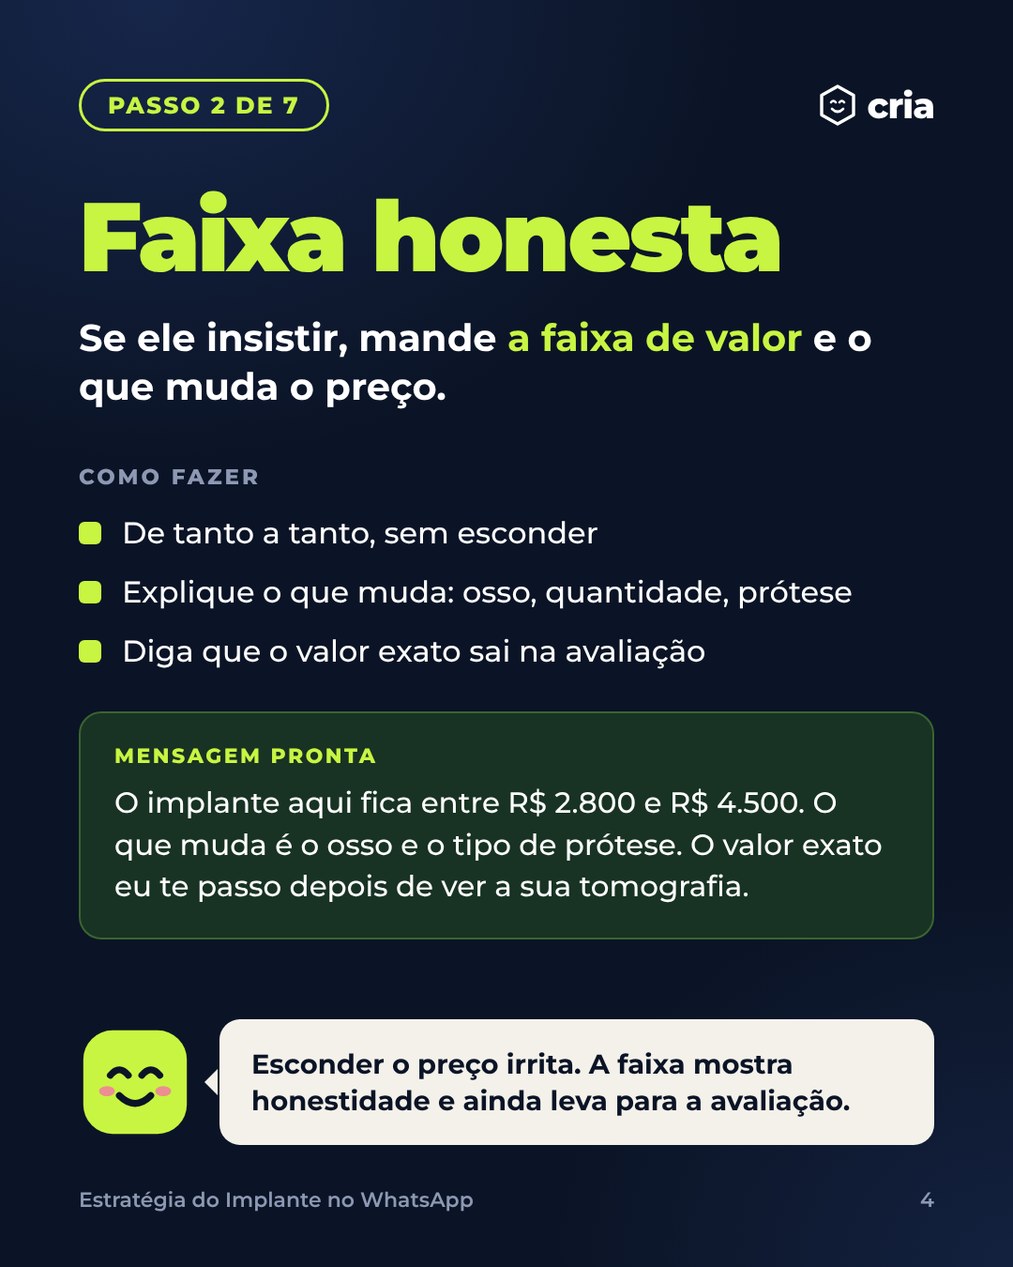 PASSO 2 DE 7
cria
Faixa honesta
Se ele insistir, mande a faixa de valor e o
que muda o preço.
COMO FAZER
De tanto a tanto, sem esconder
Explique o que muda: osso, quantidade, prótese
Diga que o valor exato sai na avaliação
MENSAGEM PRONTA
O implante aqui fica entre R$ 2.800 e R$ 4.500. O
que muda é o osso e o tipo de prótese. O valor exato
eu te passo depois de ver a sua tomografia.
Esconder o preço irrita. A faixa mostra
honestidade e ainda leva para a avaliação.
Estratégia do Implante no WhatsApp
4